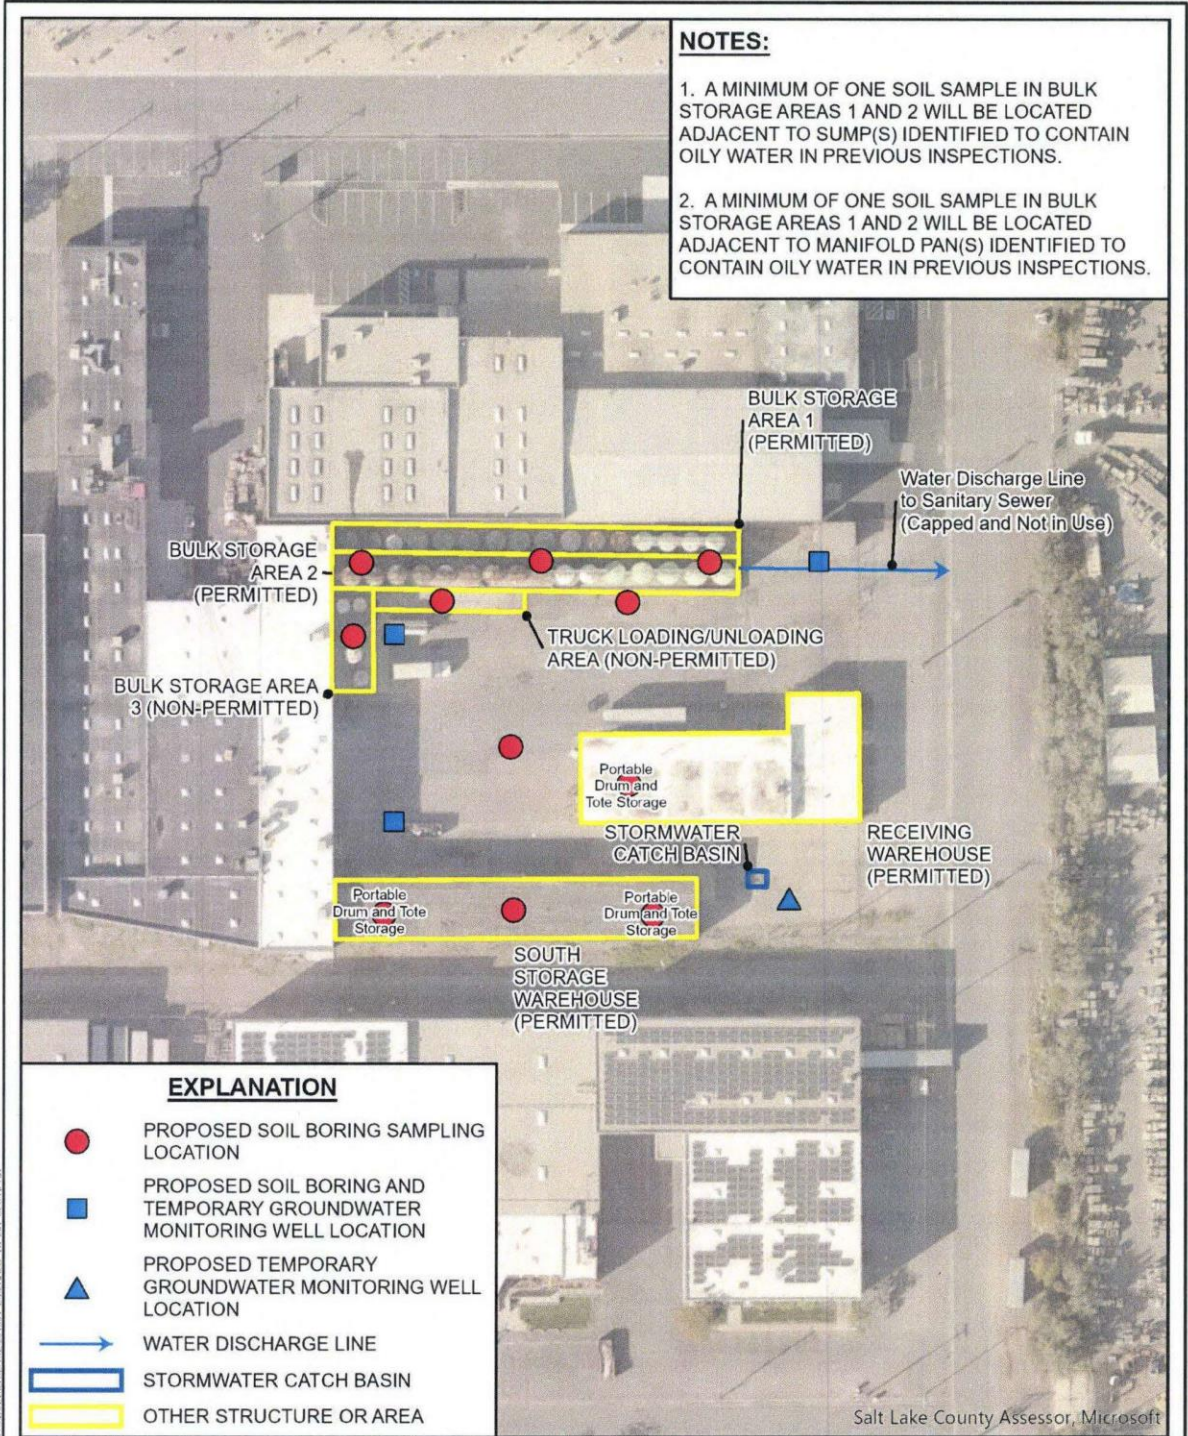 NOTES:
1. A MINIMUM OF ONE SOIL SAMPLE IN BULK
STORAGE AREAS 1 AND 2 WILL BE LOCATED
ADJACENT TO SUMP(S) IDENTIFIED TO CONTAIN
OILY WATER IN PREVIOUS INSPECTIONS.
2. A MINIMUM OF ONE SOIL SAMPLE IN BULK
STORAGE AREAS 1 AND 2 WILL BE LOCATED
ADJACENT TO MANIFOLD PAN(S) IDENTIFIED TO
CONTAIN OILY WATER IN PREVIOUS INSPECTIONS.
BULK STORAGE
AREA 1
(PERMITTED)
Water Discharge Line
to Sanitary Sewer
(Capped and Not in Use)
BULK STORAGE
AREA 2
(PERMITTED)
TRUCK LOADING/UNLOADING
AREA (NON-PERMITTED)
BULK STORAGE AREA
3 (NON-PERMITTED)
Portable
Drum and
Tote Storage
STORMWATER
CATCH BASIN
RECEIVING
WAREHOUSE
(PERMITTED)
Portable
Drum and Tote
Storage
Portable
Drum and Tote
Storage
SOUTH
STORAGE
WAREHOUSE
(PERMITTED)
EXPLANATION
PROPOSED SOIL BORING SAMPLING
LOCATION
PROPOSED SOIL BORING AND
TEMPORARY GROUNDWATER
MONITORING WELL LOCATION
PROPOSED TEMPORARY
GROUNDWATER MONITORING WELL
LOCATION
WATER DISCHARGE LINE
STORMWATER CATCH BASIN
OTHER STRUCTURE OR AREA
Salt Lake County Assessor, Microsoft